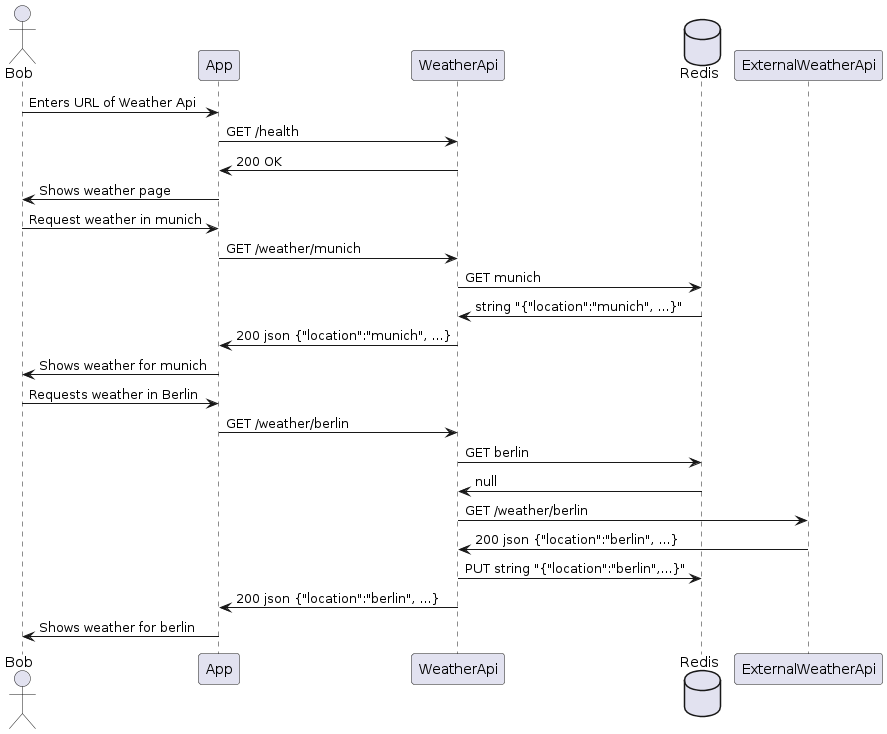 Bob
App
WeatherApi
Redis
ExternalWeatherApi
Enters URL of Weather Api
GET /health
200 OK
Shows weather page
Request weather in munich
GET /weather/munich
GET munich
string "{"location":"munich", ...}"
200 json {"location":"munich", ...}
Shows weather for munich
Requests weather in Berlin
GET /weather/berlin
GET berlin
null
GET /weather/berlin
200 json {"location":"berlin", ...}
PUT string "{"location":"berlin",...}"
200 json {"location":"berlin", ...}
Shows weather for berlin
Bob
App
WeatherApi
Redis
ExternalWeatherApi